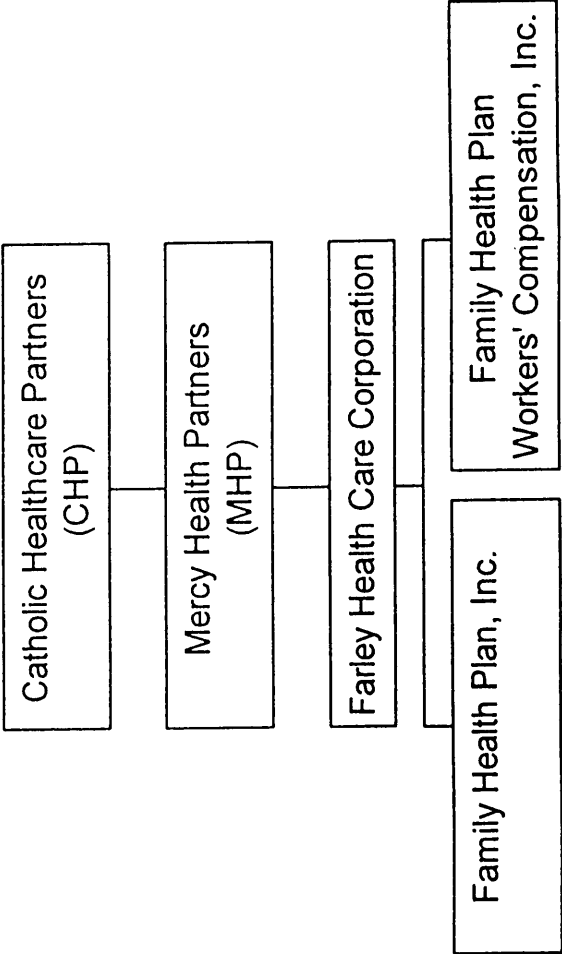 Catholic Healthcare Partners
(CHP)
Mercy Health Partners
(MHP)
Farley Health Care Corporation
Family Health Plan, Inc.
Family Health Plan
Workers' Compensation, Inc.